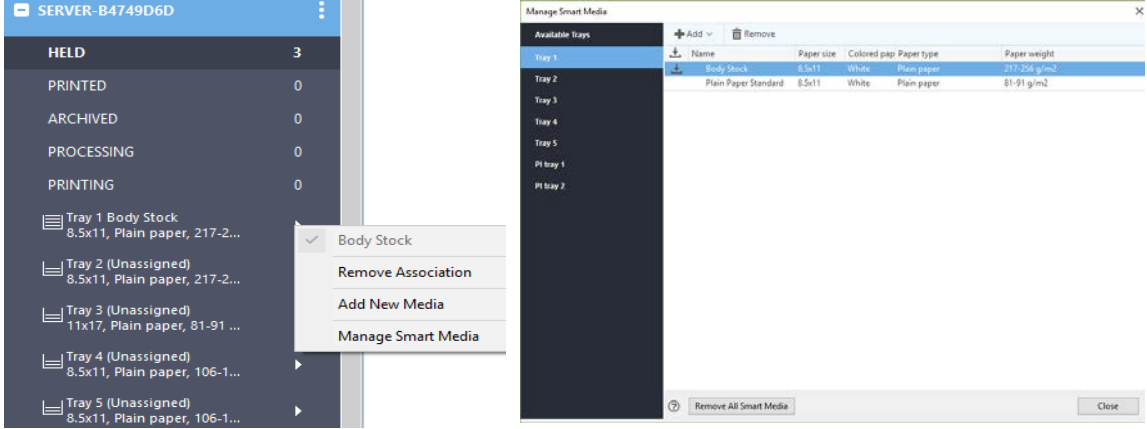 SERVER-B4749D6D
HELD 3
PRINTED 0
ARCHIVED 0
PROCESSING 0
PRINTING 0
Tray 1 Body Stock
8.5x11, Plain paper, 217-2...
Tray 2 (Unassigned)
8.5x11, Plain paper, 217-2...
Tray 3 (Unassigned)
11x17, Plain paper, 81-91 ...
Tray 4 (Unassigned)
8.5x11, Plain paper, 106-1...
Tray 5 (Unassigned)
8.5x11, Plain paper, 106-1...
Body Stock
Remove Association
Add New Media
Manage Smart Media
Manage Smart Media
Available Trays
Tray 1
Tray 2
Tray 3
Tray 4
Tray 5
PI tray 1
PI tray 2
Add Remove
Name Paper size Colored pap Paper type Paper weight
Body Stock 8.5x11 White Plain paper 217-256 g/m2
Plain Paper Standard 8.5x11 White Plain paper 81-91 g/m2
? Remove All Smart Media Close